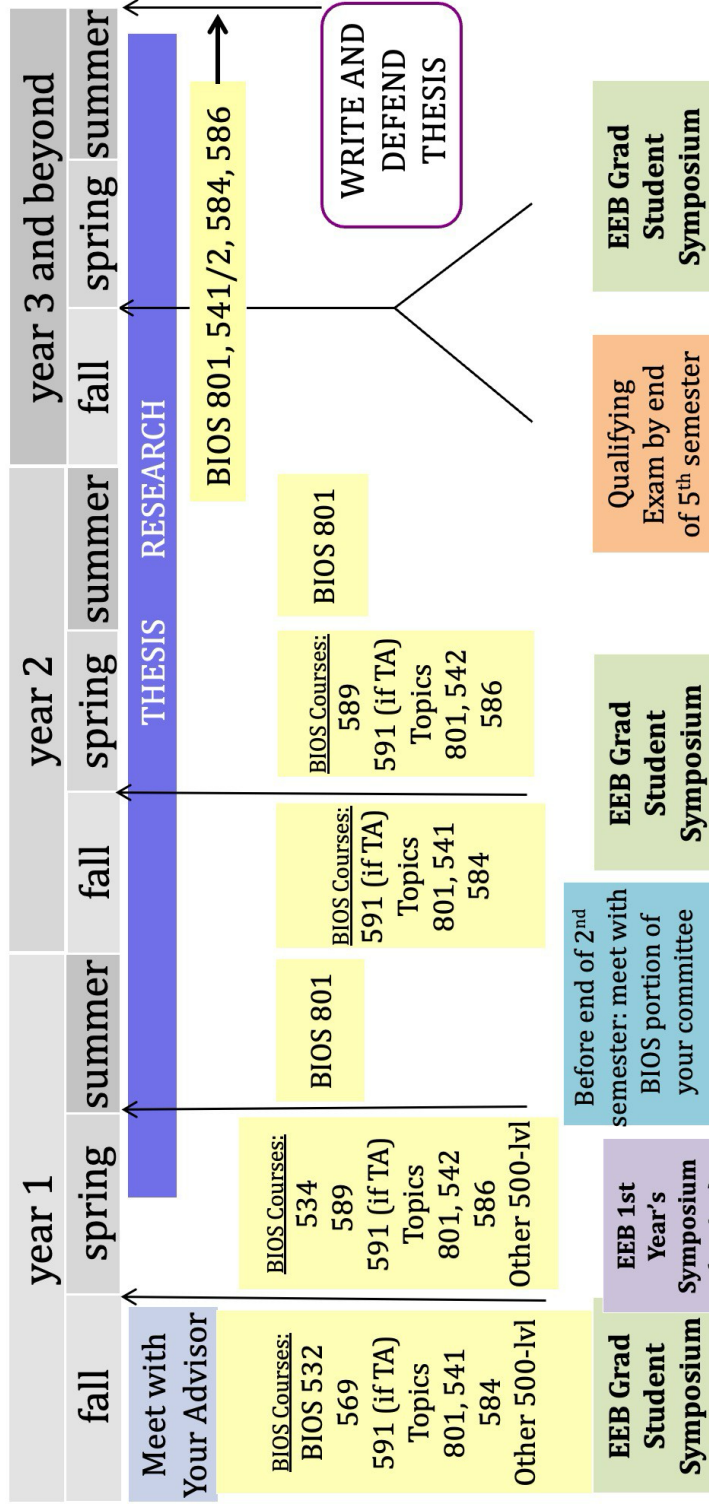 year 1
year 2
year 3 and beyond
fall
spring
summer
fall
spring
summer
fall
spring
summer
Meet with
Your Advisor
THESIS RESEARCH
BIOS Courses:
BIOS 532
569
591 (if TA)
Topics
801, 541
584
Other 500-lvl
BIOS Courses:
534
589
591 (if TA)
Topics
801, 542
586
Other 500-lvl
BIOS 801
BIOS Courses:
591 (if TA)
Topics
801, 541
584
BIOS Courses:
589
591 (if TA)
Topics
801, 542
586
BIOS 801
BIOS 801, 541/2, 584, 586
WRITE AND
DEFEND
THESIS
EEB Grad
Student
Symposium
EEB 1st
Year's
Symposium
Before end of 2nd
semester: meet with
BIOS portion of
your committee
EEB Grad
Student
Symposium
Qualifying
Exam by end
of 5th semester
EEB Grad
Student
Symposium